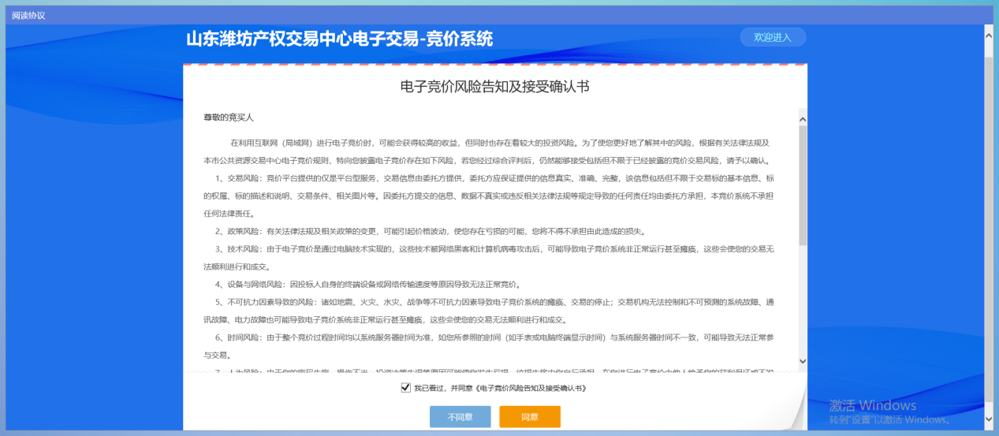 阅读协议
山东潍坊产权交易中心电子交易-竞价系统
欢迎进入
电子竞价风险告知及接受确认书
尊敬的竞买人
在利用互联网（局域网）进行电子竞价时，可能会获得较高的收益，但同时也存在着较大的投资风险。为了使您更好地了解其中的风险，根据有关法律法规及
本市公共资源交易中心电子竞价规则，特向您披露电子竞价存在如下风险，若您经过综合评判后，仍然能够接受包括但不限于已经披露的竞价交易风险，请予以确认。
1、交易风险：竞价平台提供的仅是平台型服务，交易信息由委托方提供，委托方应保证提供的信息真实、准确、完整，该信息包括但不限于交易标的基本信息、标
的权属、标的描述和说明、交易条件、相关图片等。因委托方提交的信息、数据不真实或违反相关法律法规等规定导致的任何责任均由委托方承担，本竞价系统不承担
任何法律责任。
2、政策风险：有关法律法规及相关政策的变更，可能引起价格波动，使您存在亏损的可能，您将不得不承担由此造成的损失。
3、技术风险：由于电子竞价是通过电脑技术实现的，这些技术被网络黑客和计算机病毒攻击后，可能导致电子竞价系统非正常运行甚至瘫痪，这些会使您的交易无
法顺利进行和成交。
4、设备与网络风险：因投标人自身的终端设备或网络传输速度等原因导致无法正常竞价。
5、不可抗力因素导致的风险：诸如地震、火灾、水灾、战争等不可抗力因素导致电子竞价系统的瘫痪、交易的停止；交易机构无法控制和不可预测的系统故障、通
讯故障、电力故障也可能导致电子竞价系统非正常运行甚至瘫痪，这些会使您的交易无法顺利进行和成交。
6、时间风险：由于整个竞价过程时间均以系统服务器时间为准，如您所参照的时间（如手表或电脑终端显示时间）与系统服务器时间不一致，可能导致无法正常参
与交易。
我已看过，并同意《电子竞价风险告知及接受确认书》
不同意
同意
激活 Windows
转到"设置"以激活 Windows。